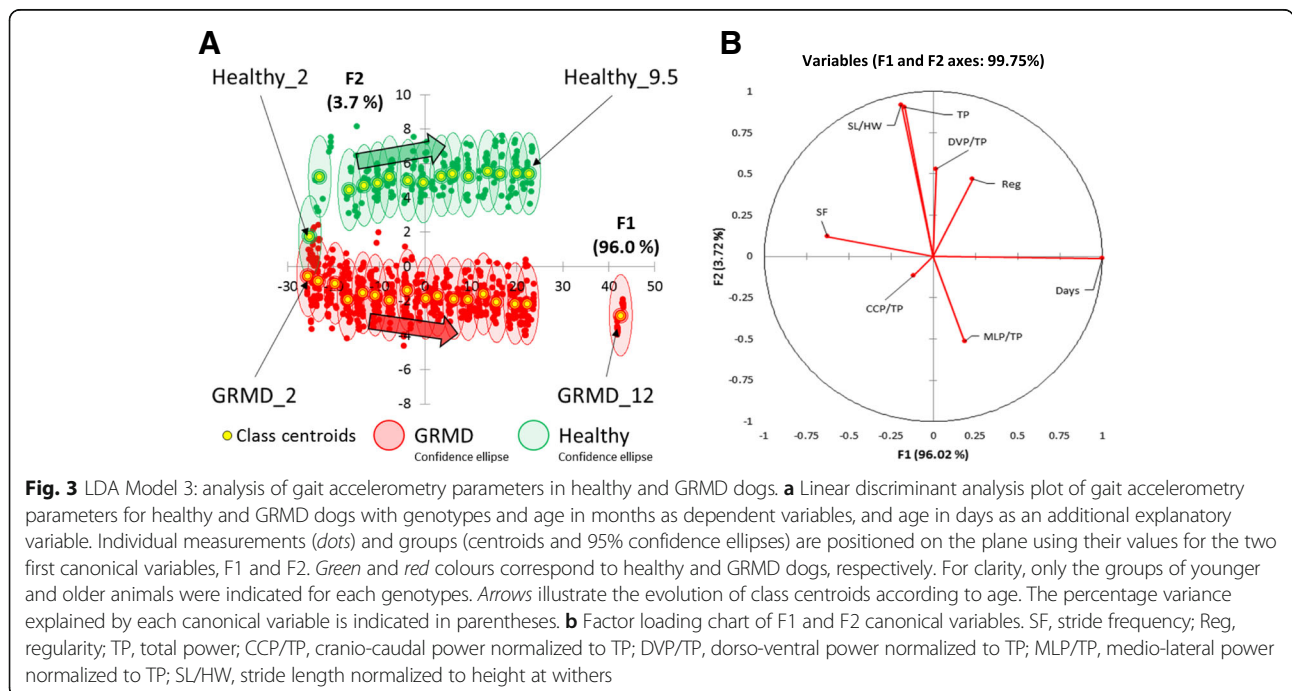 A
B
Healthy_2
F2
(3.7 %)
Healthy_9.5
10
8
6
4
2
0
-2
-4
-6
-8
-30
-20
-10
0
10
20
30
40
50
F1
(96.0 %)
GRMD_2
GRMD_12
Class centroids
GRMD
Confidence ellipse
Healthy
Confidence ellipse
Variables (F1 and F2 axes: 99.75%)
F2 (3.72 %)
1
0.75
0.5
0.25
0
-0.25
-0.5
-0.75
-1
SL/HW
TP
DVP/TP
Reg
SF
CCP/TP
MLP/TP
Days
-1 -0.75 -0.5 -0.25 0 0.25 0.5 0.75 1
F1 (96.02 %)
Fig. 3 LDA Model 3: analysis of gait accelerometry parameters in healthy and GRMD dogs. a Linear discriminant analysis plot of gait accelerometry
parameters for healthy and GRMD dogs with genotypes and age in months as dependent variables, and age in days as an additional explanatory
variable. Individual measurements (dots) and groups (centroids and 95% confidence ellipses) are positioned on the plane using their values for the two
first canonical variables, F1 and F2. Green and red colours correspond to healthy and GRMD dogs, respectively. For clarity, only the groups of younger
and older animals were indicated for each genotypes. Arrows illustrate the evolution of class centroids according to age. The percentage variance
explained by each canonical variable is indicated in parentheses. b Factor loading chart of F1 and F2 canonical variables. SF, stride frequency; Reg,
regularity; TP, total power; CCP/TP, cranio-caudal power normalized to TP; DVP/TP, dorso-ventral power normalized to TP; MLP/TP, medio-lateral power
normalized to TP; SL/HW, stride length normalized to height at withers